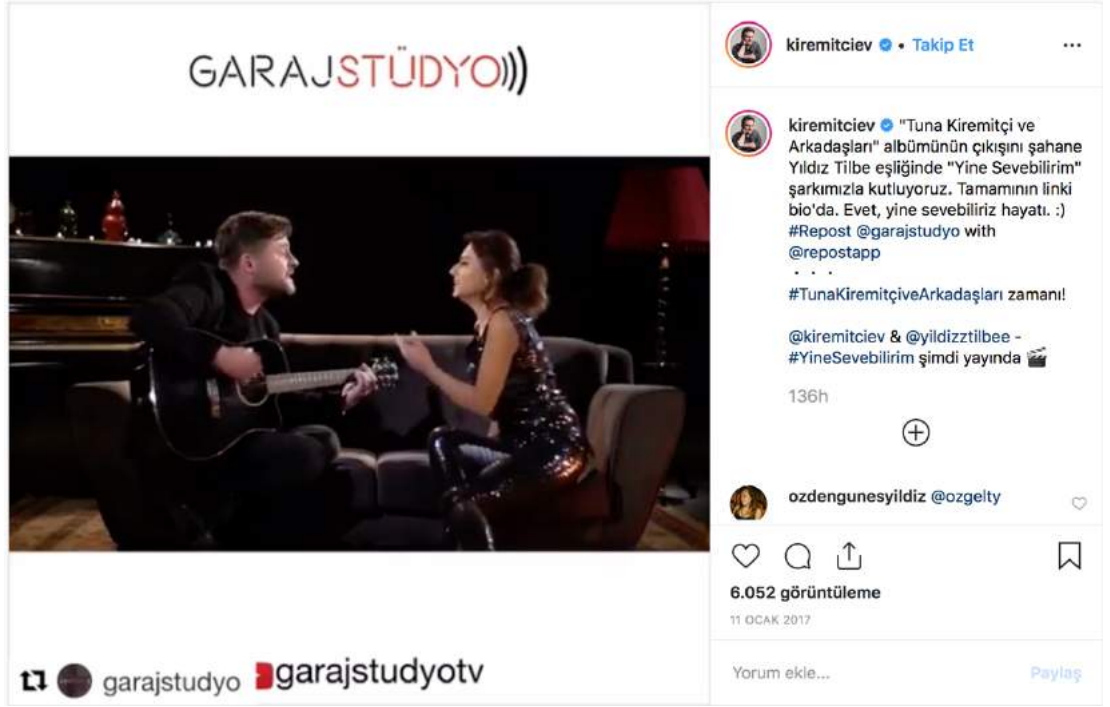 GARAJSTÜDYO
garajstudyo
garajstudyotv
kiremitciev • Takip Et
kiremitciev "Tuna Kiremitçi ve
Arkadaşları" albümünün çıkışını şahane
Yıldız Tilbe eşliğinde "Yine Sevebilirim"
şarkımızla kutluyoruz. Tamamının linki
bio'da. Evet, yine sevebiliriz hayatı. :)
#Repost @garajstudyo with
@repostapp
· · ·
#TunaKiremitçiveArkadaşları zamanı!
@kiremitciev & @yildizztilbee -
#YineSevebilirim şimdi yayında 🎬
136h
ozdengunesyildiz @ozgelty
6.052 görüntüleme
11 OCAK 2017
Yorum ekle...
Paylaş